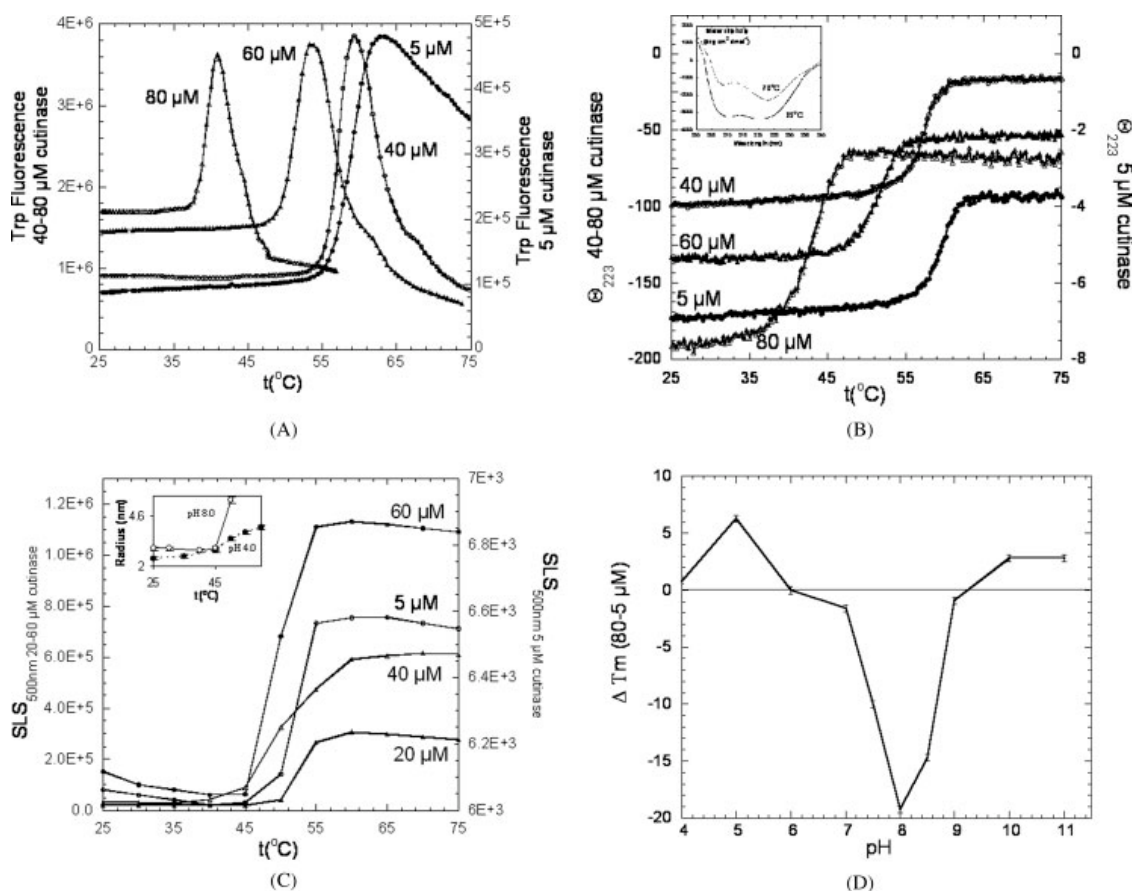 4E+6
3E+6
2E+6
1E+6
0
Trp Fluorescence
40-80 µM cutinase
80 µM
60 µM
5 µM
40 µM
5E+5
4E+5
3E+5
2E+5
1E+5
0
Trp Fluorescence
5 µM cutinase
25 35 45 55 65 75
t(°C)
(A)
0
-50
-100
-150
-200
Θ223 40-80 µM cutinase
75°C
40 µM
60 µM
5 µM
80 µM
0
-2
-4
-6
-8
Θ223 5 µM cutinase
25 35 45 55 65 75
t(°C)
(B)
1.2E+6
1.0E+6
8.0E+5
6.0E+5
4.0E+5
2.0E+5
0.0
SLS500nm 20-60 µM cutinase
Radius (nm)
4.6
2
pH 8.0
pH 4.0
25 45
t(°C)
60 µM
5 µM
40 µM
20 µM
7E+3
6.8E+3
6.6E+3
6.4E+3
6.2E+3
6E+3
SLS500nm 5 µM cutinase
25 35 45 55 65 75
t(°C)
(C)
10
5
0
-5
-10
-15
-20
Δ Tm (80-5 µM)
4 5 6 7 8 9 10 11
pH
(D)